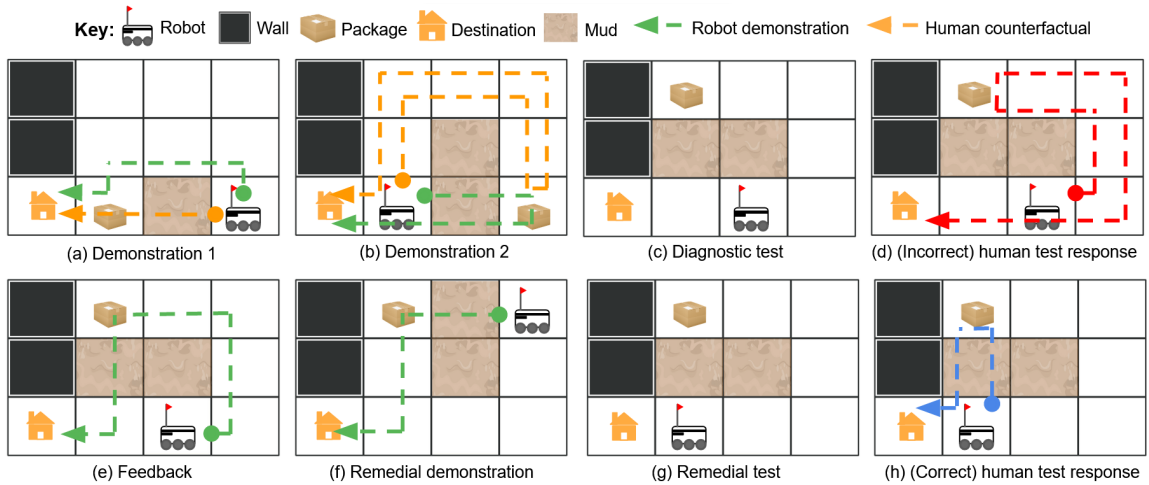 Key: Robot Wall Package Destination Mud Robot demonstration Human counterfactual
(a) Demonstration 1
(b) Demonstration 2
(c) Diagnostic test
(d) (Incorrect) human test response
(e) Feedback
(f) Remedial demonstration
(g) Remedial test
(h) (Correct) human test response